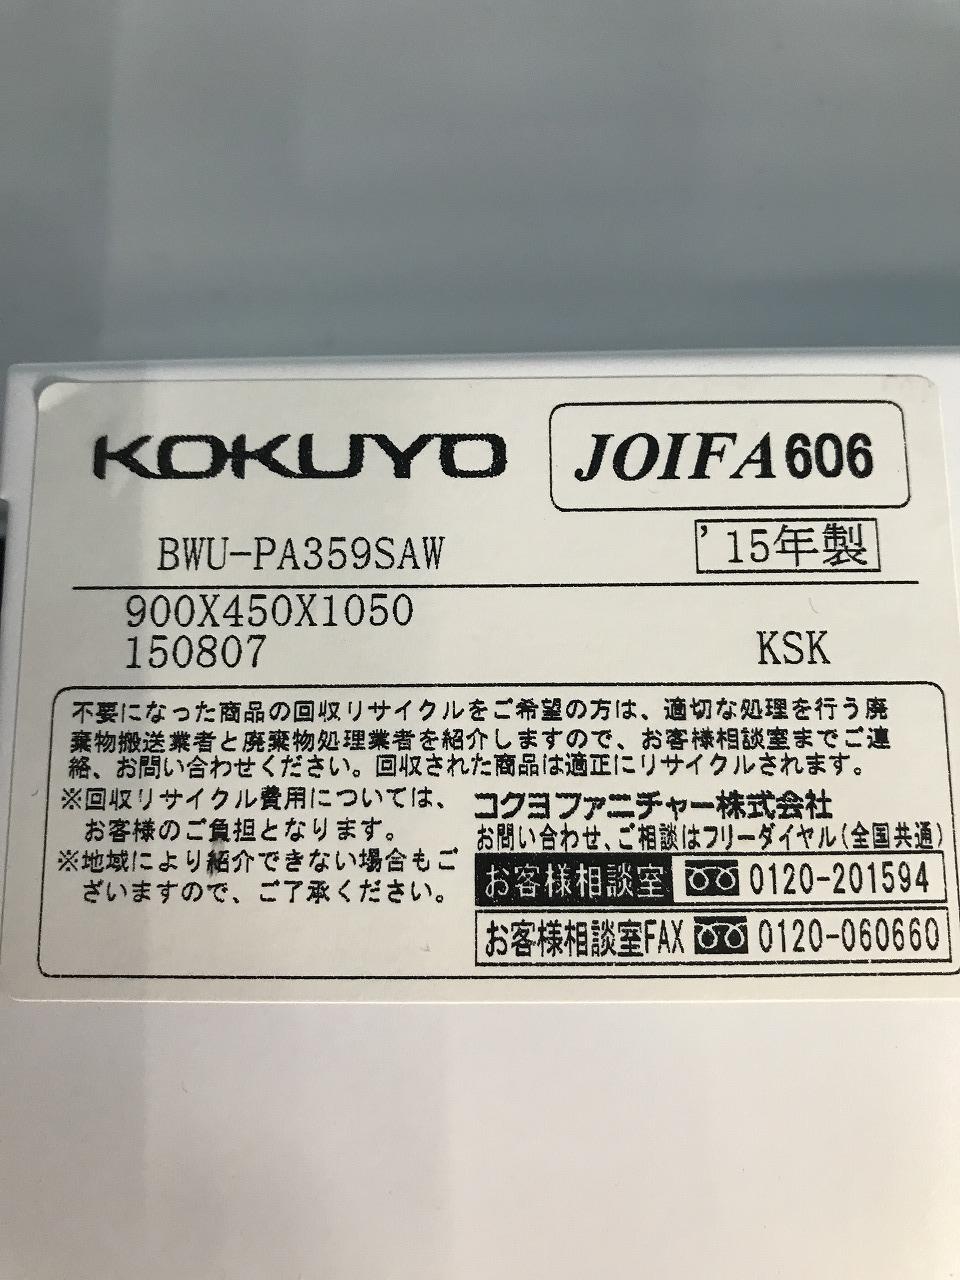 KOKUYO
JOIFA606
BWU-PA359SAW
'15年製
900X450X1050
150807
KSK
不要になった商品の回収リサイクルをご希望の方は、適切な処理を行う廃
棄物搬送業者と廃棄物処理業者を紹介しますので、お客様相談室までご連
絡、お問い合わせください。回収された商品は適正にリサイクルされます。
※回収リサイクル費用については、
お客様のご負担となります。
※地域により紹介できない場合もご
ざいますので、ご了承ください。
コクヨファニチャー株式会社
お問い合わせ、ご相談はフリーダイヤル(全国共通)
お客様相談室 0120-201594
お客様相談室FAX 0120-060660